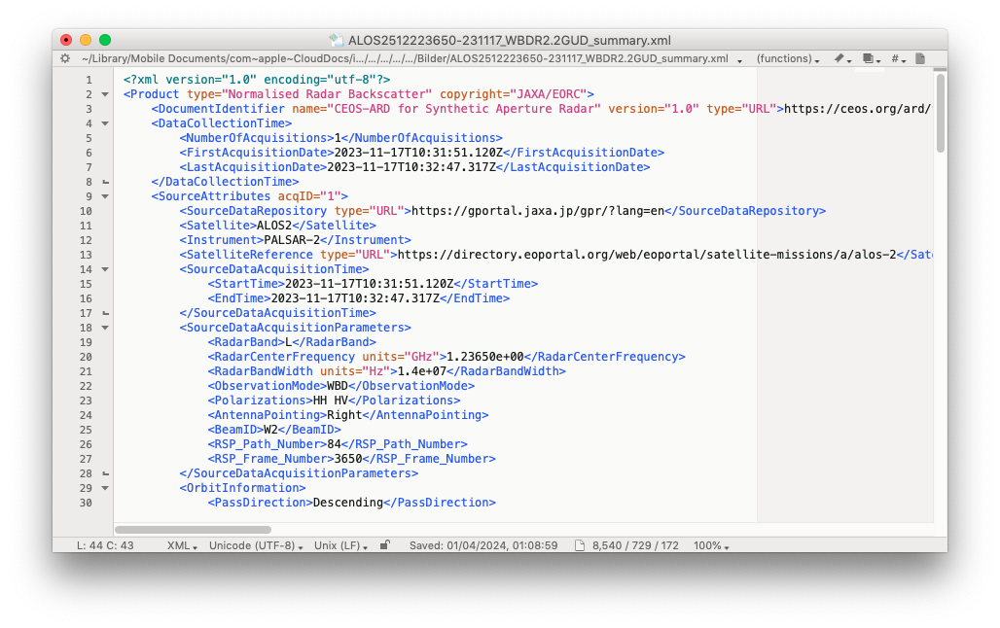 ALOS2512223650-231117_WBDR2.2GUD_summary.xml
~/Library/Mobile Documents/com~apple~CloudDocs/i…/…/…/…/…/Bilder/ALOS2512223650-231117_WBDR2.2GUD_summary.xml (functions) #
1 <?xml version="1.0" encoding="utf-8"?>
2 <Product type="Normalised Radar Backscatter" copyright="JAXA/EORC">
3 <DocumentIdentifier name="CEOS-ARD for Synthetic Aperture Radar" version="1.0" type="URL">https://ceos.org/ard/
4 <DataCollectionTime>
5 <NumberOfAcquisitions>1</NumberOfAcquisitions>
6 <FirstAcquisitionDate>2023-11-17T10:31:51.120Z</FirstAcquisitionDate>
7 <LastAcquisitionDate>2023-11-17T10:32:47.317Z</LastAcquisitionDate>
8 </DataCollectionTime>
9 <SourceAttributes acqID="1">
10 <SourceDataRepository type="URL">https://gportal.jaxa.jp/gpr/?lang=en</SourceDataRepository>
11 <Satellite>ALOS2</Satellite>
12 <Instrument>PALSAR-2</Instrument>
13 <SatelliteReference type="URL">https://directory.eoportal.org/web/eoportal/satellite-missions/a/alos-2</Sate
14 <SourceDataAcquisitionTime>
15 <StartTime>2023-11-17T10:31:51.120Z</StartTime>
16 <EndTime>2023-11-17T10:32:47.317Z</EndTime>
17 </SourceDataAcquisitionTime>
18 <SourceDataAcquisitionParameters>
19 <RadarBand>L</RadarBand>
20 <RadarCenterFrequency units="GHz">1.23650e+00</RadarCenterFrequency>
21 <RadarBandWidth units="Hz">1.4e+07</RadarBandWidth>
22 <ObservationMode>WBD</ObservationMode>
23 <Polarizations>HH HV</Polarizations>
24 <AntennaPointing>Right</AntennaPointing>
25 <BeamID>W2</BeamID>
26 <RSP_Path_Number>84</RSP_Path_Number>
27 <RSP_Frame_Number>3650</RSP_Frame_Number>
28 </SourceDataAcquisitionParameters>
29 <OrbitInformation>
30 <PassDirection>Descending</PassDirection>
L: 44 C: 43 XML Unicode (UTF-8) Unix (LF) Saved: 01/04/2024, 01:08:59 8,540 / 729 / 172 100%